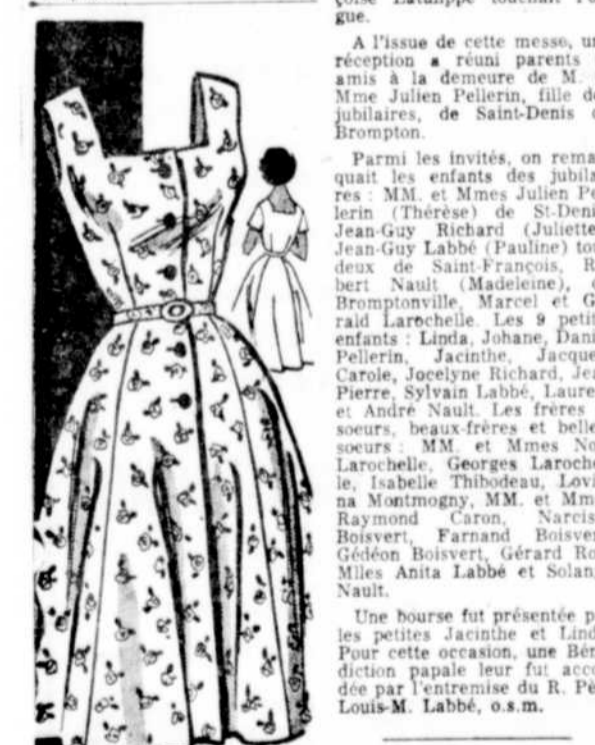 gue.
A l'issue de cette messe, un
réception a réuni parents
amis à la demeure de M.
Mme Julien Pellerin, fille de
jubilaires, de Saint-Denis d
Brompton.
Parmi les invités, on rema
quait les enfants des jubila
res : MM. et Mmes Julien Pe
lerin (Thérèse) de St-Deni
Jean-Guy Richard (Juliette
Jean-Guy Labbé (Pauline) tou
deux de Saint-François, R
bert Nault (Madeleine), d
Bromptonville, Marcel et G
rald Larochelle. Les 9 petit
enfants : Linda, Johane, Dani
Pellerin, Jacinthe, Jacque
Carole, Jocelyne Richard, Jea
Pierre, Sylvain Labbé, Laure
et André Nault. Les frères
soeurs, beaux-frères et belle
soeurs : MM. et Mmes No
Larochelle, Georges Laroche
le, Isabelle Thibodeau, Lovi
na Montmogny, MM. et Mm
Raymond Caron, Narcis
Boisvert, Farnand Boisver
Gédéon Boisvert, Gérard Ro
Mlles Anita Labbé et Solan
Nault.
Une bourse fut présentée p
les petites Jacinthe et Lind
Pour cette occasion, une Bén
diction papale leur fut acco
dée par l'entremise du R. Pè
Louis-M. Labbé, o.s.m.